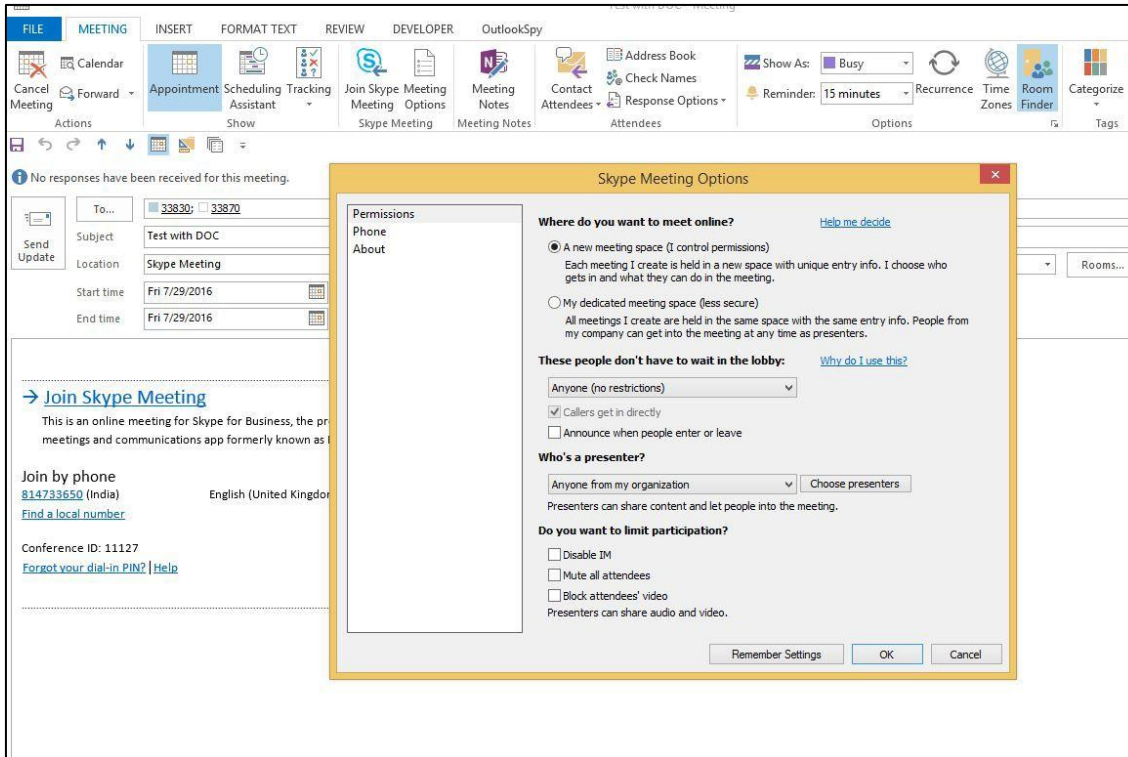 Test with DOC - Meeting
FILE MEETING INSERT FORMAT TEXT REVIEW DEVELOPER OutlookSpy
Cancel Meeting
Calendar
Forward
Actions
Appointment
Scheduling Assistant
Tracking
Show
Join Skype Meeting
Meeting Options
Skype Meeting
Meeting Notes
Meeting Notes
Contact Attendees
Address Book
Check Names
Response Options
Attendees
Show As: Busy
Reminder: 15 minutes
Recurrence
Time Zones
Room Finder
Options
Categorize
Tags
No responses have been received for this meeting.
Send Update
To... 33830; 33870
Subject Test with DOC
Location Skype Meeting
Rooms...
Start time Fri 7/29/2016
End time Fri 7/29/2016
→ Join Skype Meeting
This is an online meeting for Skype for Business, the
meetings and communications app formerly known as
Join by phone
814733650 (India) English (United
Find a local number
Conference ID: 11127
Forgot your dial-in PIN? | Help
Skype Meeting Options
Permissions
Phone
About
Where do you want to meet online? Help me decide
A new meeting space (I control permissions)
Each meeting I create is held in a new space with unique entry info. I choose who
gets in and what they can do in the meeting.
My dedicated meeting space (less secure)
All meetings I create are held in the same space with the same entry info. People from
my company can get into the meeting at any time as presenters.
These people don't have to wait in the lobby: Why do I use this?
Anyone (no restrictions)
Callers get in directly
Announce when people enter or leave
Who's a presenter?
Anyone from my organization Choose presenters
Presenters can share content and let people into the meeting.
Do you want to limit participation?
Disable IM
Mute all attendees
Block attendees' video
Presenters can share audio and video.
Remember Settings OK Cancel